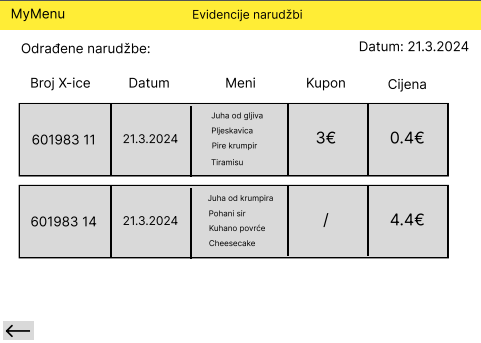 MyMenu
Evidencije narudžbi
Odrađene narudžbe:
Datum: 21.3.2024
Broj X-ice
Datum
Meni
Kupon
Cijena
601983 11
21.3.2024
Juha od gljiva
Pljeskavica
Pire krumpir
Tiramisu
3€
0.4€
601983 14
21.3.2024
Juha od krumpira
Pohani sir
Kuhano povrće
Cheesecake
/
4.4€